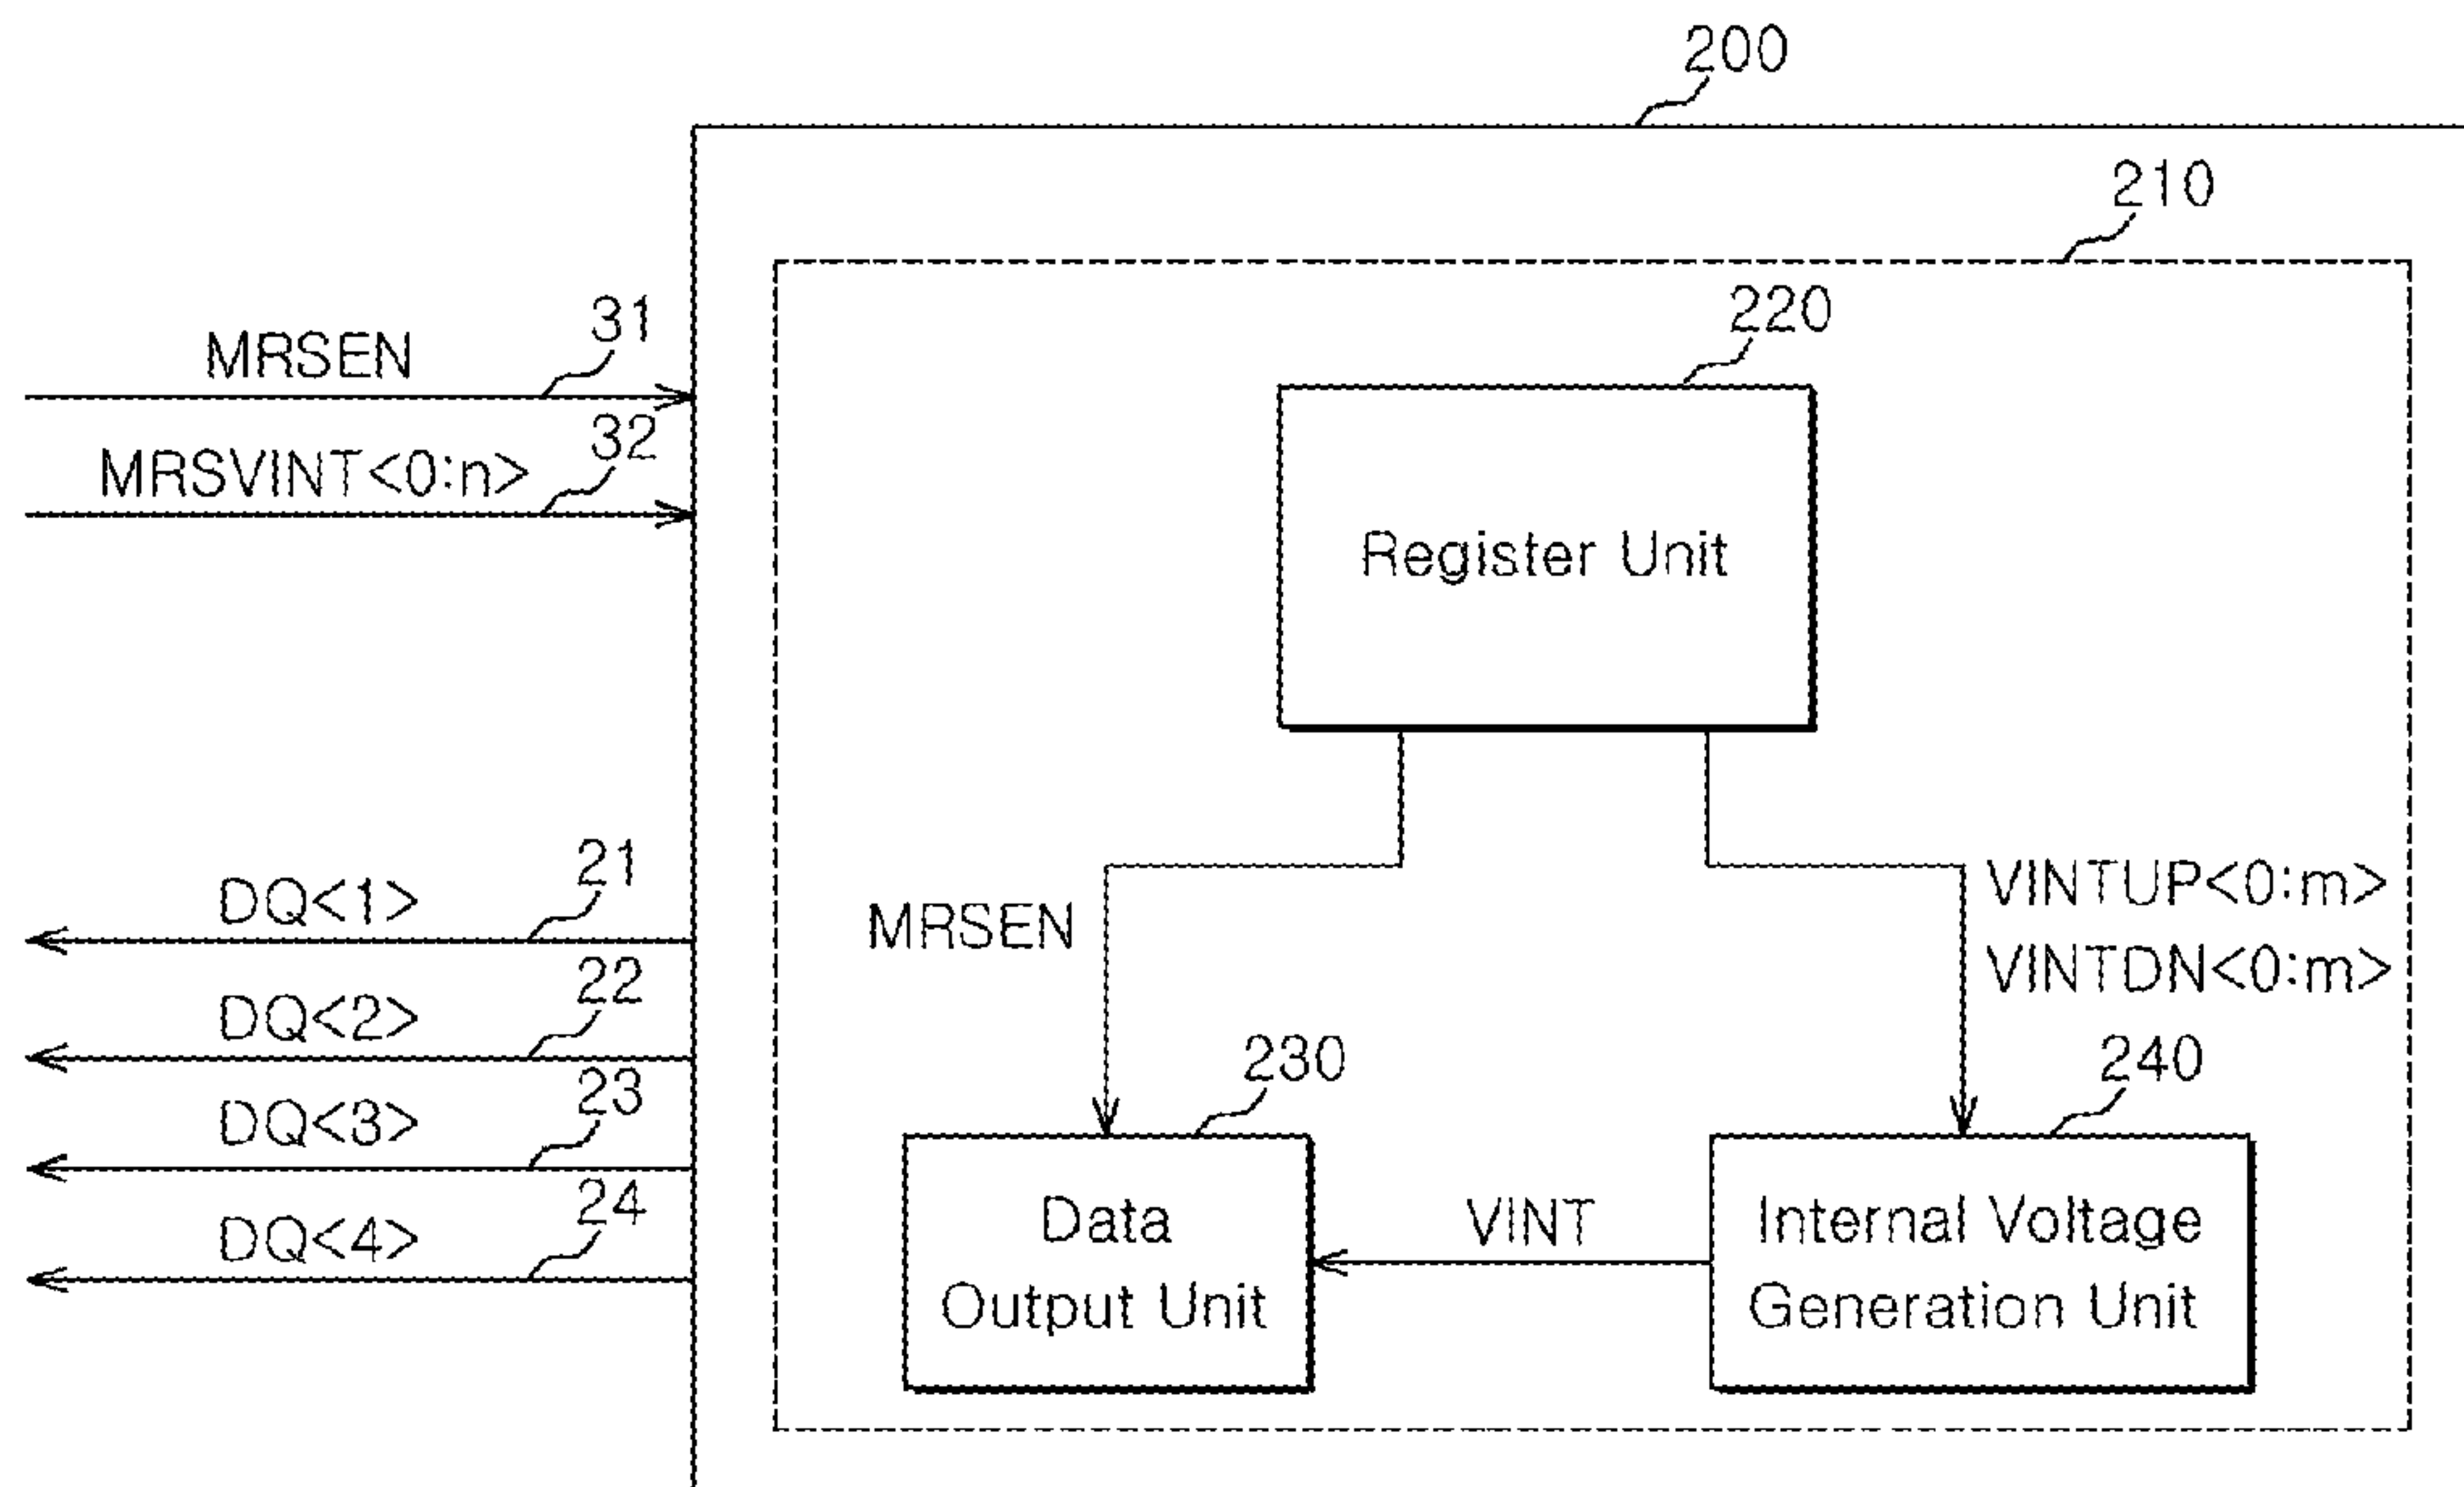 200
210
220
MRSEN
31
MRSVINT<0:n>
32
Register Unit
DQ<1>
21
MRSEN
VINTUP<0:m>
VINTDN<0:m>
DQ<2>
22
DQ<3>
23
230
240
DQ<4>
24
Data
Output Unit
VINT
Internal Voltage
Generation Unit